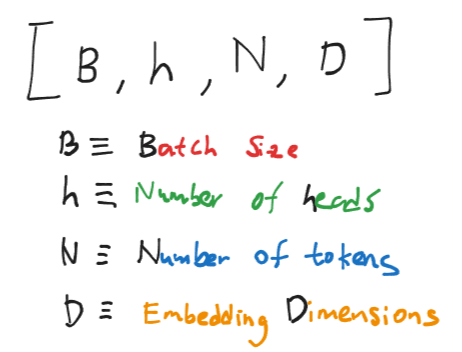 [B, h, N, D]
B ≡ Batch Size
h ≡ Number of heads
N ≡ Number of tokens
D ≡ Embedding Dimensions